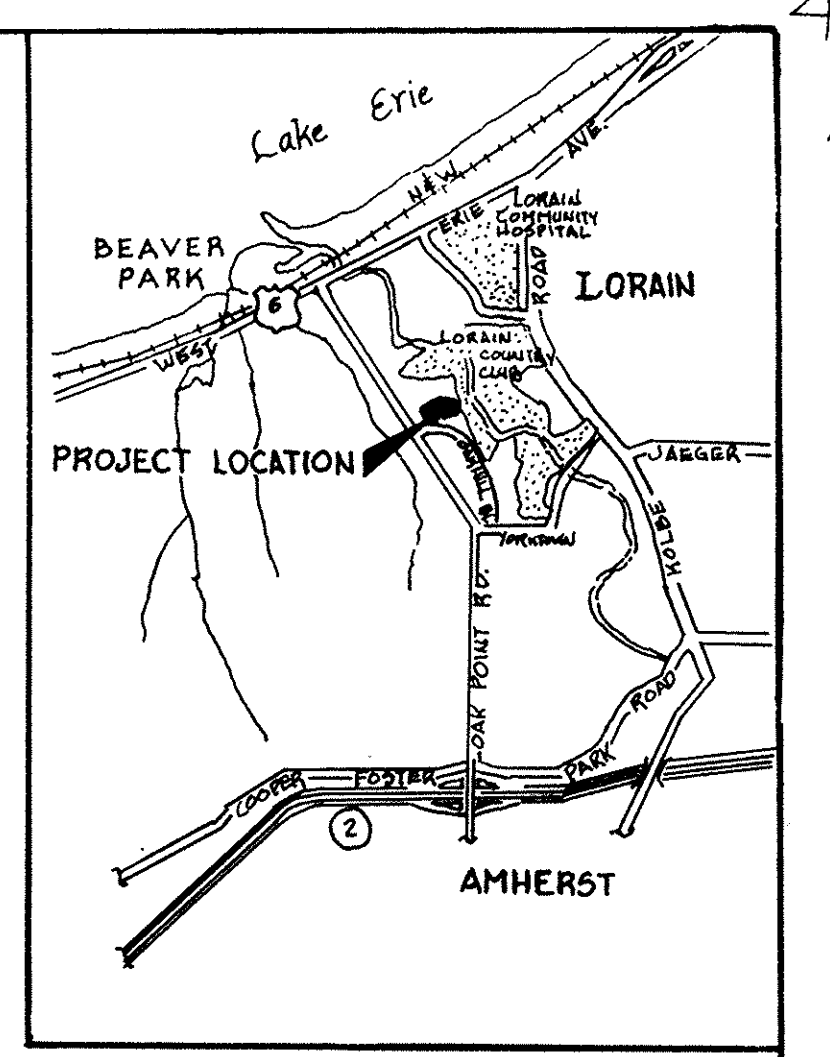 Lake Erie
N&W
AVE.
ERIE
LORAIN
COMMUNITY
HOSPITAL
BEAVER
PARK
ROAD
LORAIN
6
WEST
LORAIN
COUNTRY
CLUB
PROJECT LOCATION
JAEGER
YORKTOWN
KOLBE
OAK POINT RD.
ROAD
PARK
FOSTER
COOPER
2
AMHERST